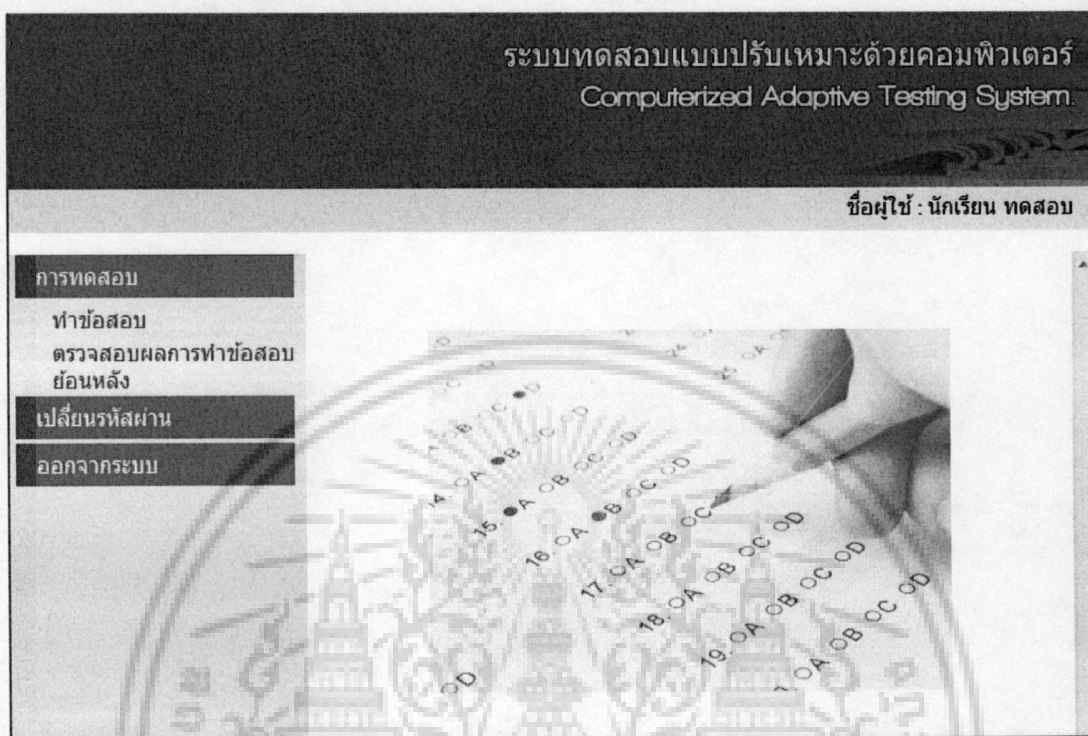 ระบบทดสอบแบบปรับเหมาะด้วยคอมพิวเตอร์
Computerized Adaptive Testing System.
ชื่อผู้ใช้ : นักเรียน ทดสอบ
การทดสอบ
ทำข้อสอบ
ตรวจสอบผลการทำข้อสอบ
ย้อนหลัง
เปลี่ยนรหัสผ่าน
ออกจากระบบ
24
25
14. A B C D
15. A B C D
16. A B C D
17. A B C
18. A B C D
19. A B C D
A B C D
D